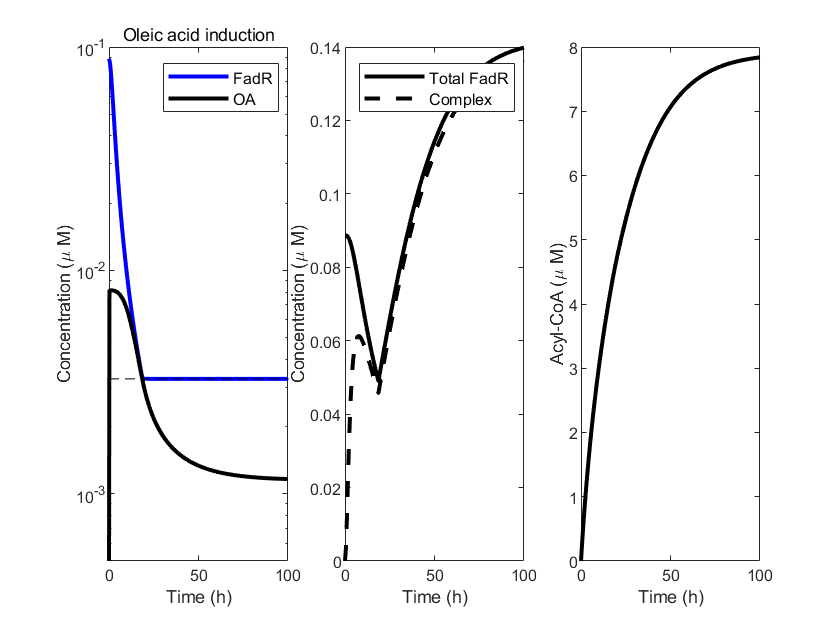 Oleic acid induction
10-1
10-2
10-3
Concentration (μ M)
FadR
OA
0
50
100
Time (h)
0.14
0.12
0.1
0.08
0.06
0.04
0.02
0
Concentration (μ M)
Total FadR
Complex
0
50
100
Time (h)
8
7
6
5
4
3
2
1
0
Acyl-CoA (μ M)
0
50
100
Time (h)